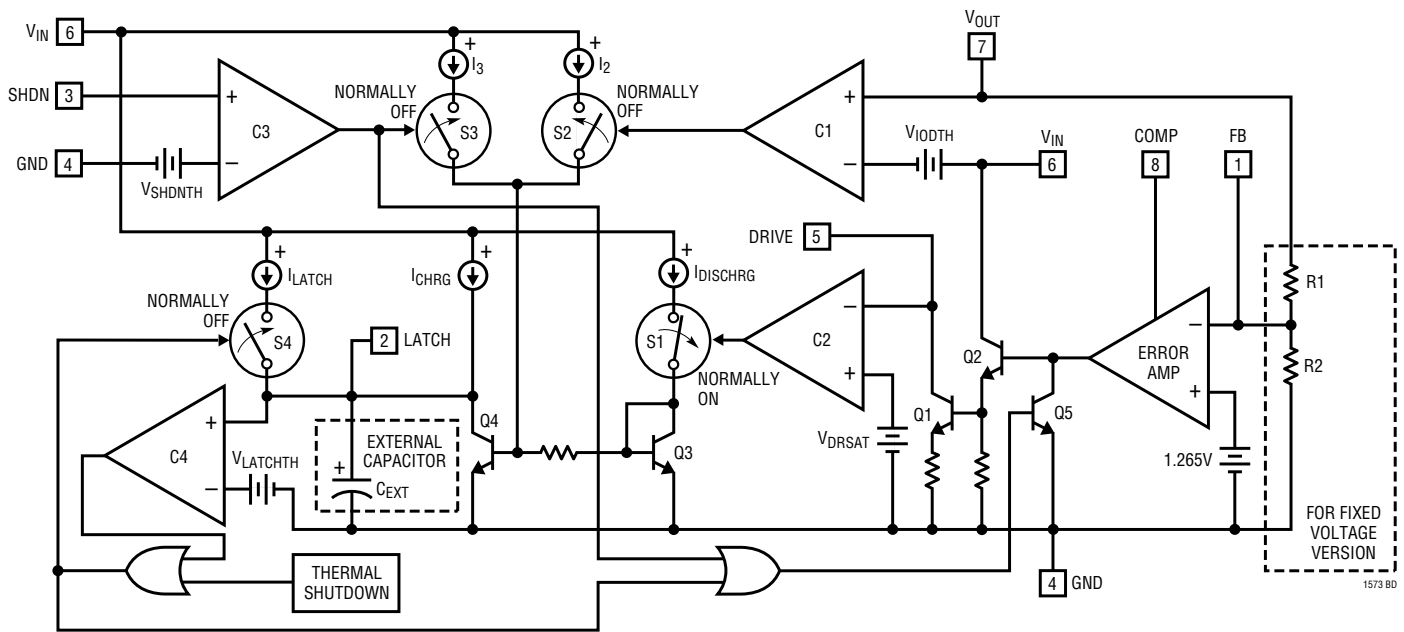 VIN 6
SHDN 3
GND 4
VSHDNTH
+
−
C3
NORMALLY
OFF
+
I3
S3
+
I2
S2
NORMALLY
OFF
C1
+
−
VOUT
7
VIODTH
VIN
6
COMP
8
FB
1
DRIVE 5
+
ILATCH
NORMALLY
OFF
S4
+
ICHRG
2 LATCH
+
IDISCHRG
S1
NORMALLY
ON
C2
−
+
VDRSAT
Q2
Q1
Q5
ERROR
AMP
−
+
1.265V
R1
R2
FOR FIXED
VOLTAGE
VERSION
C4
+
−
VLATCHTH
EXTERNAL
CAPACITOR
+
CEXT
Q4
Q3
THERMAL
SHUTDOWN
4 GND
1573 BD